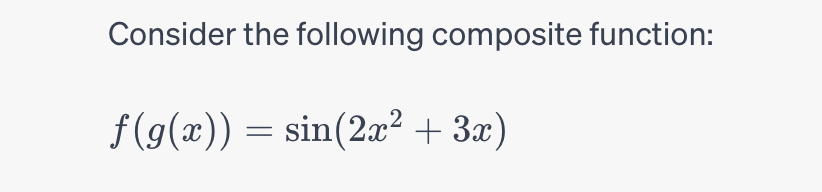 Consider the following composite function:
f(g(x)) = sin(2x² + 3x)